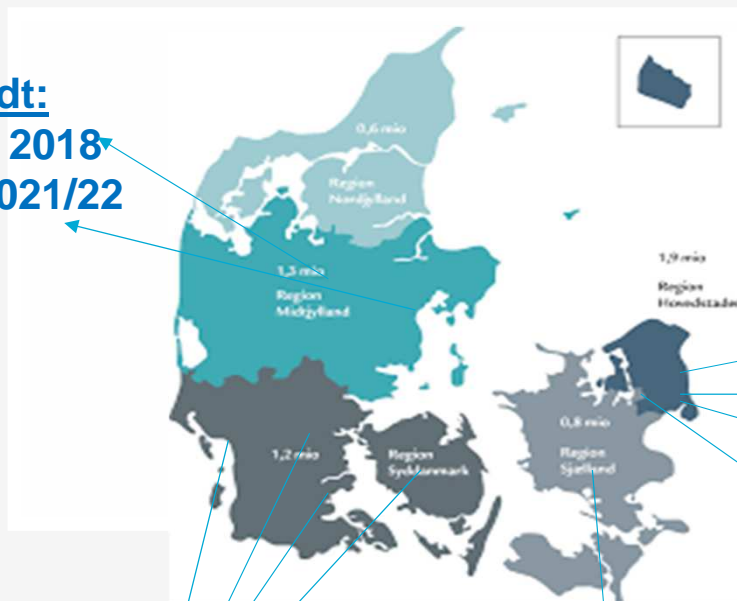 dt:
2018
021/22
0,6 mio
Region
Nordjylland
1,3 mio
Region
Midtjylland
1,9 mio
Region
Hovedstaden
1,2 mio
Region
Syddanmark
0,8 mio
Region
Sjælland